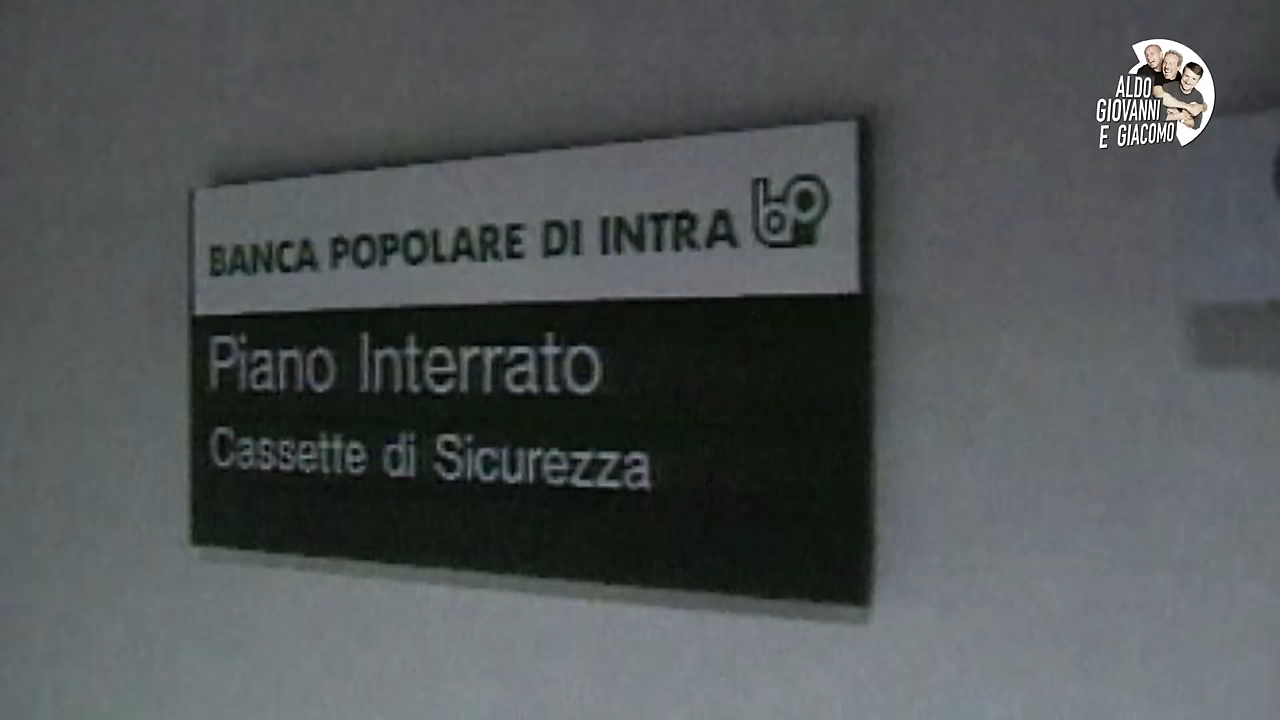 ALDO
GIOVANNI
E GIACOMO
BANCA POPOLARE DI INTRA
Piano Interrato
Cassette di Sicurezza